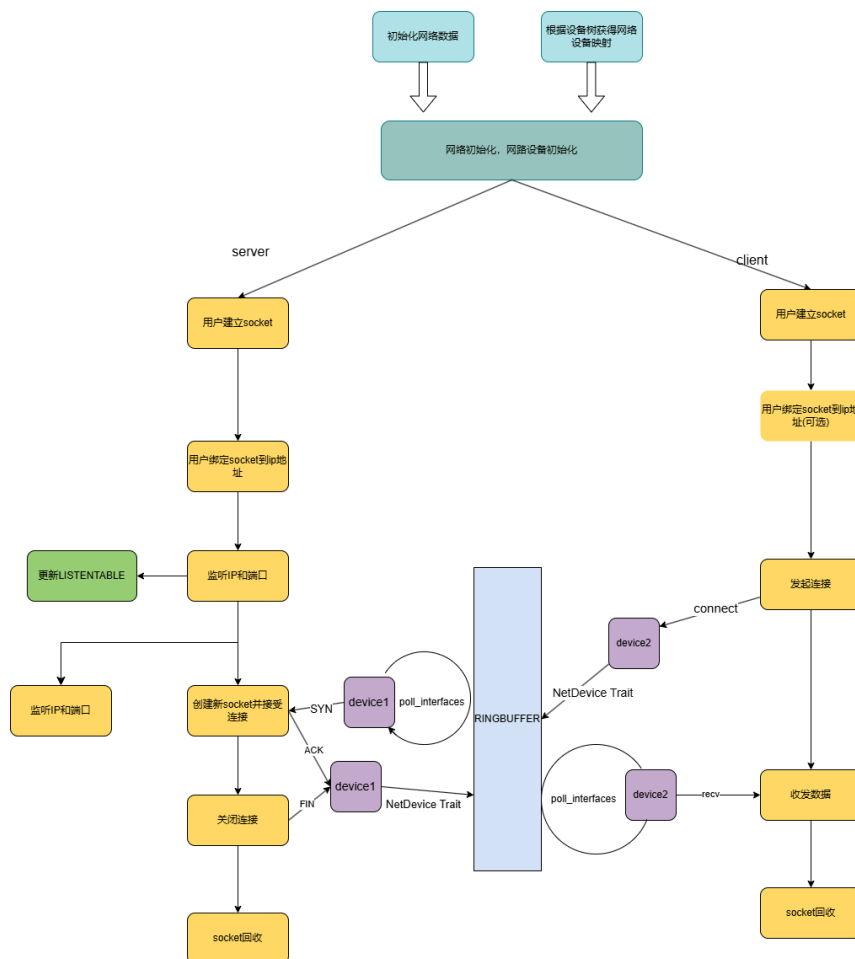 初始化网络数据
根据设备树获得网络
设备映射
网络初始化，网路设备初始化
server
client
用户建立socket
用户建立socket
用户绑定socket到ip地
址(可选)
用户绑定socket到ip地
址
更新LISTENTABLE
监听IP和端口
发起连接
connect
device2
NetDevice Trait
监听IP和端口
创建新socket并接受
连接
SYN
device1
poll_interfaces
RINGBUFFER
ACK
device1
NetDevice Trait
poll_interfaces
device2
recv
收发数据
FIN
关闭连接
socket回收
socket回收